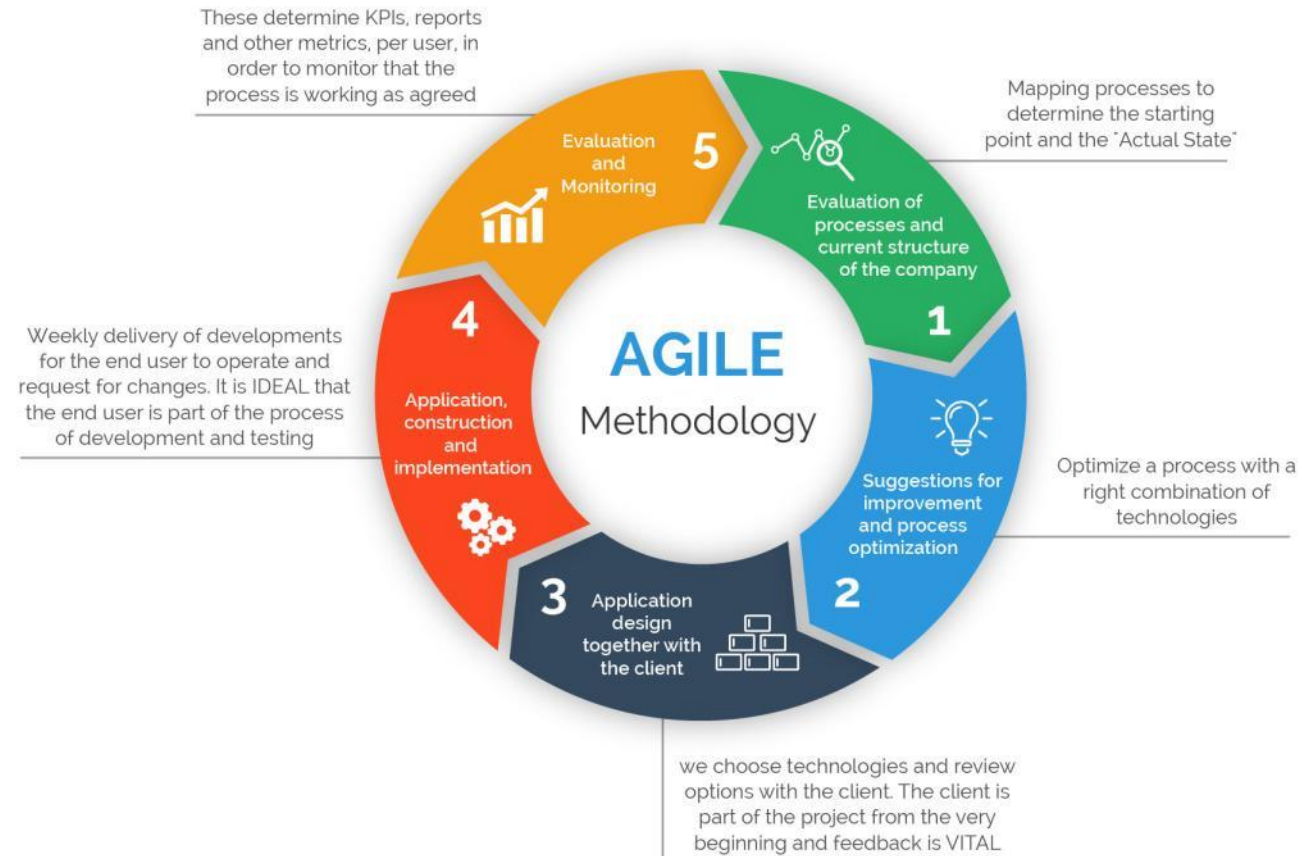 AGILE
Methodology
Evaluation of
processes and
current structure
of the company
1
Mapping processes to
determine the starting
point and the "Actual State"
Suggestions for
improvement
and process
optimization
2
Optimize a process with a
right combination of
technologies
3
Application
design
together with
the client
we choose technologies and review
options with the client. The client is
part of the project from the very
beginning and feedback is VITAL
4
Application,
construction
and
implementation
Weekly delivery of developments
for the end user to operate and
request for changes. It is IDEAL that
the end user is part of the process
of development and testing
5
Evaluation
and
Monitoring
These determine KPIs, reports
and other metrics, per user, in
order to monitor that the
process is working as agreed